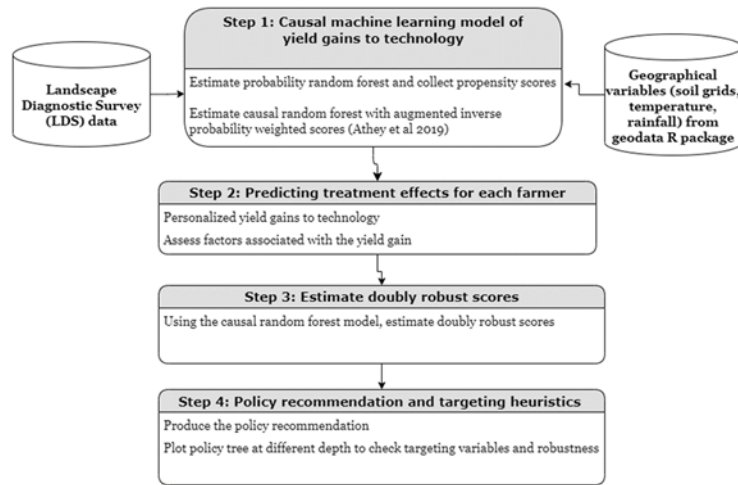 Step 1: Causal machine learning model of
yield gains to technology
Estimate probability random forest and collect propensity scores
Estimate causal random forest with augmented inverse
probability weighted scores (Athey et al 2019)
Landscape
Diagnostic Survey
(LDS) data
Geographical
variables (soil grids,
temperature,
rainfall) from
geodata R package
Step 2: Predicting treatment effects for each farmer
Personalized yield gains to technology
Assess factors associated with the yield gain
Step 3: Estimate doubly robust scores
Using the causal random forest model, estimate doubly robust scores
Step 4: Policy recommendation and targeting heuristics
Produce the policy recommendation
Plot policy tree at different depth to check targeting variables and robustness